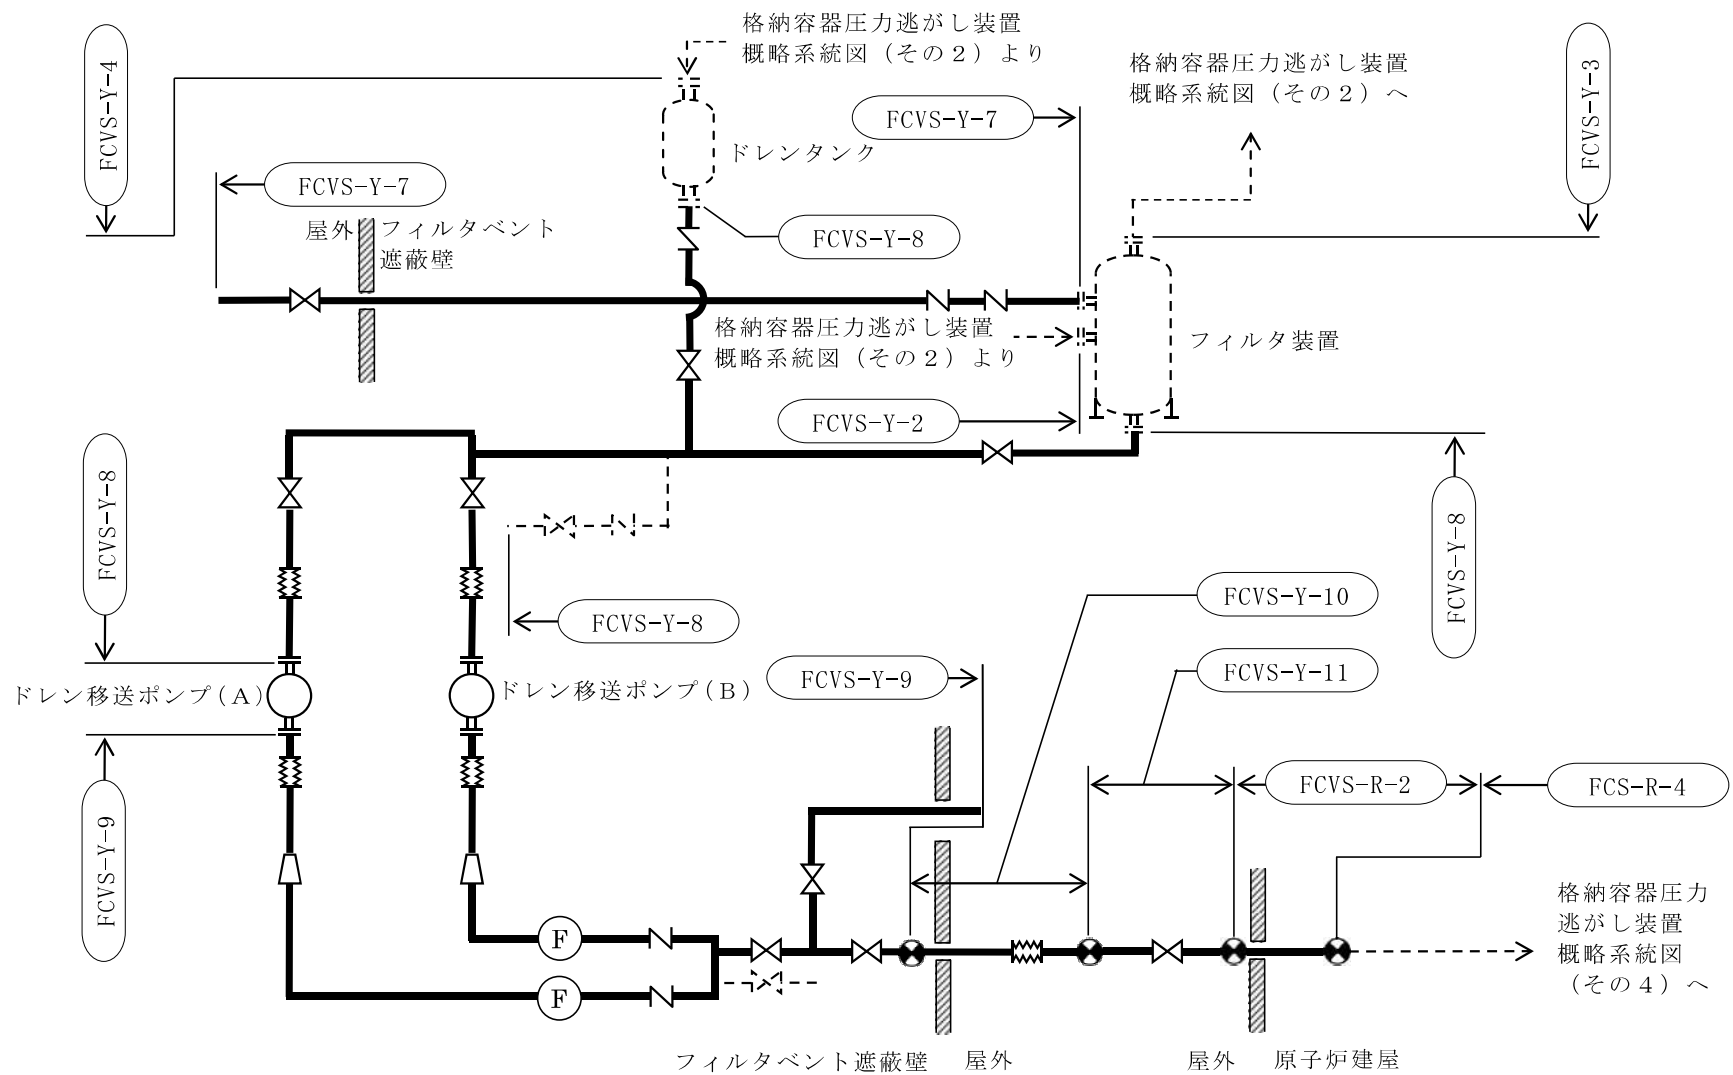 格納容器圧力逃がし装置
概略系統図（その２）より
格納容器圧力逃がし装置
概略系統図（その２）へ
FCVS-Y-4
FCVS-Y-3
FCVS-Y-7
ドレンタンク
FCVS-Y-7
屋外
フィルタベント
遮蔽壁
FCVS-Y-8
格納容器圧力逃がし装置
概略系統図（その２）より
フィルタ装置
FCVS-Y-2
FCVS-Y-8
FCVS-Y-8
FCVS-Y-8
FCVS-Y-10
FCVS-Y-9
FCVS-Y-11
ドレン移送ポンプ(A)
ドレン移送ポンプ(B)
FCVS-R-2
FCS-R-4
FCVS-Y-9
格納容器圧力
逃がし装置
概略系統図
（その４）へ
F
F
フィルタベント遮蔽壁
屋外
屋外
原子炉建屋